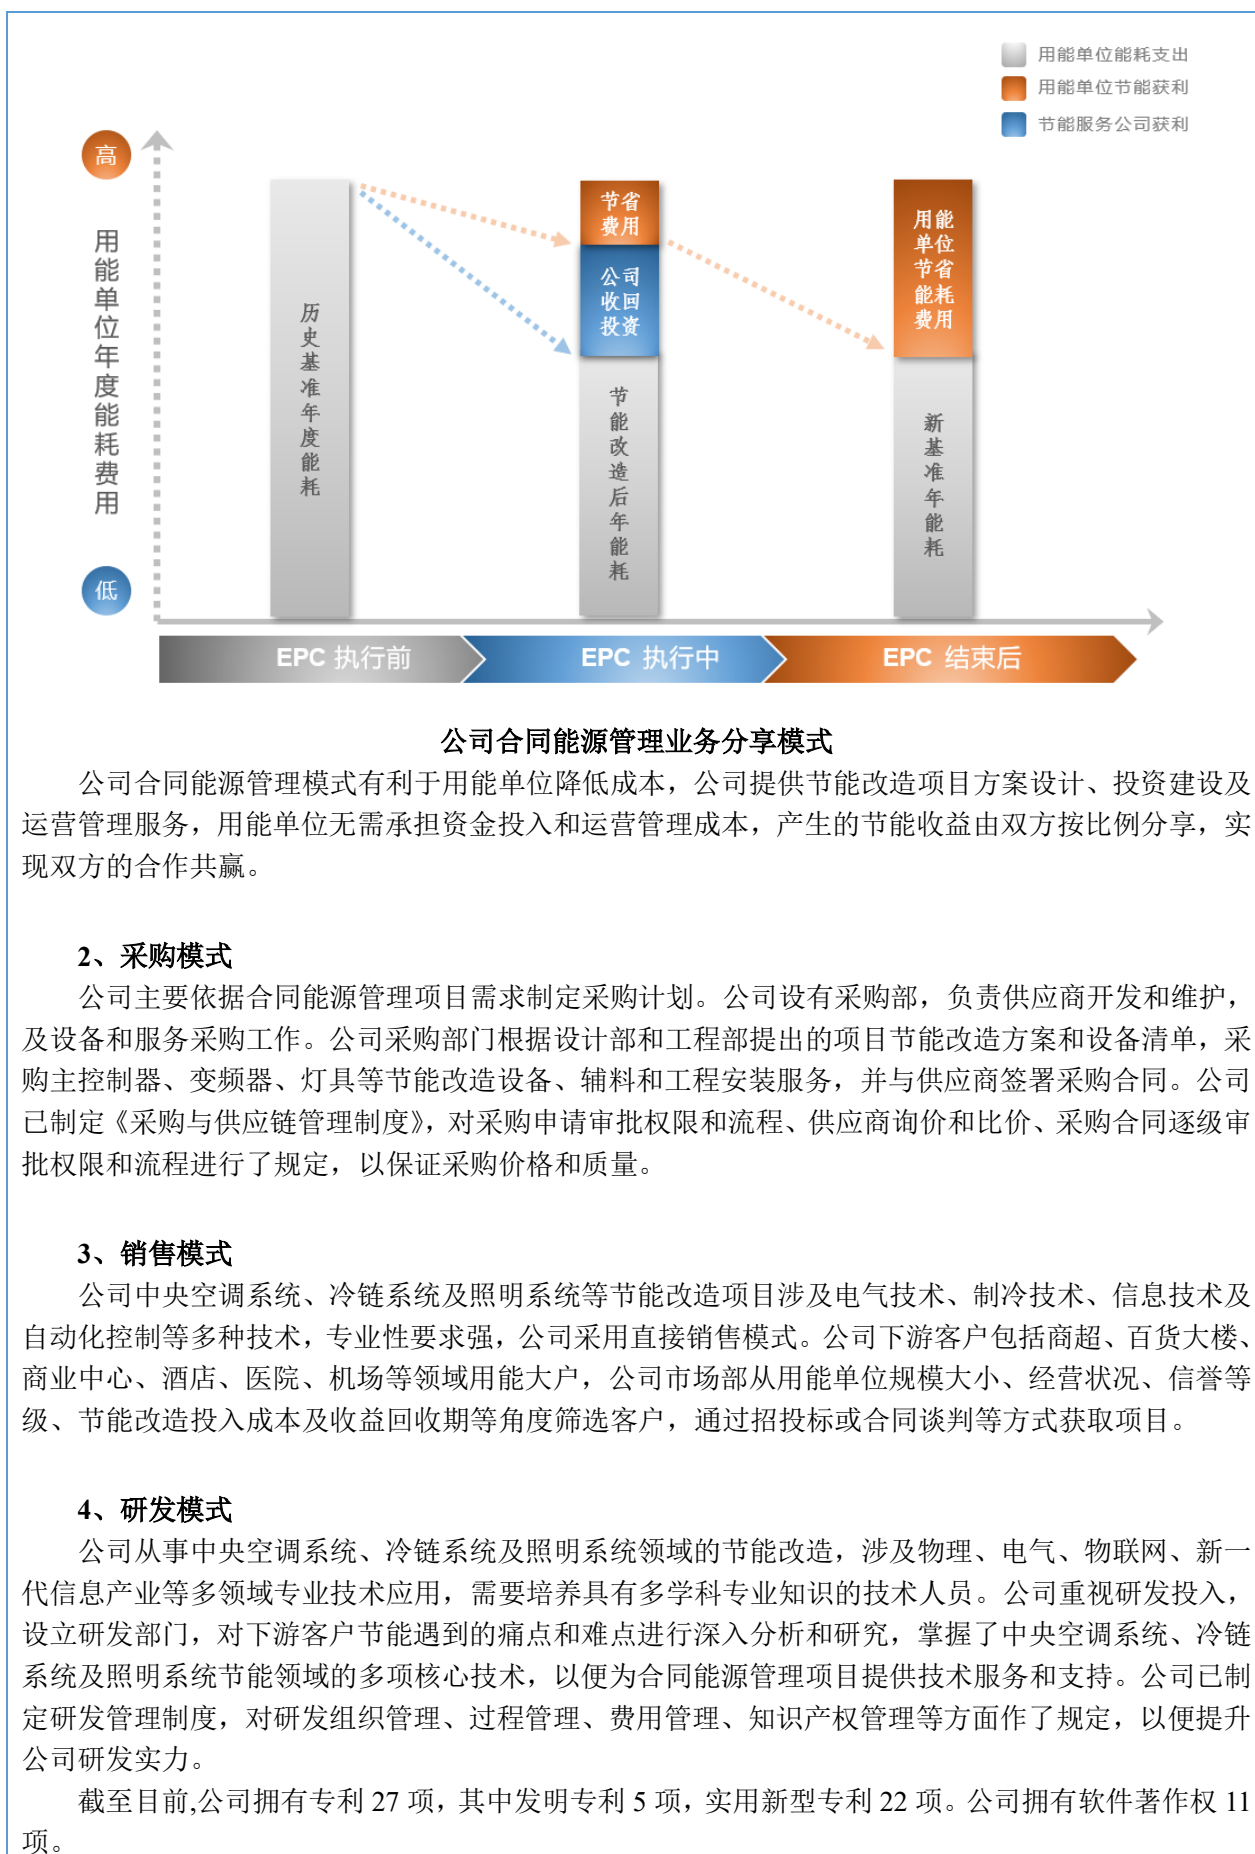 用能单位能耗支出
用能单位节能获利
节能服务公司获利
高
用能单位年度能耗费用
低
历史基准年度能耗
节省
费用
公司
收回
投资
节能改造后年能耗
用能
单位
节省
能耗
费用
新基准年能耗
EPC 执行前
EPC 执行中
EPC 结束后
公司合同能源管理业务分享模式
公司合同能源管理模式有利于用能单位降低成本，公司提供节能改造项目方案设计、投资建设及
运营管理服务，用能单位无需承担资金投入和运营管理成本，产生的节能收益由双方按比例分享，实
现双方的合作共赢。
2、采购模式
公司主要依据合同能源管理项目需求制定采购计划。公司设有采购部，负责供应商开发和维护，
及设备和服务采购工作。公司采购部门根据设计部和工程部提出的项目节能改造方案和设备清单，采
购主控制器、变频器、灯具等节能改造设备、辅料和工程安装服务，并与供应商签署采购合同。公司
已制定《采购与供应链管理制度》，对采购申请审批权限和流程、供应商询价和比价、采购合同逐级审
批权限和流程进行了规定，以保证采购价格和质量。
3、销售模式
公司中央空调系统、冷链系统及照明系统等节能改造项目涉及电气技术、制冷技术、信息技术及
自动化控制等多种技术，专业性要求强，公司采用直接销售模式。公司下游客户包括商超、百货大楼、
商业中心、酒店、医院、机场等领域用能大户，公司市场部从用能单位规模大小、经营状况、信誉等
级、节能改造投入成本及收益回收期等角度筛选客户，通过招投标或合同谈判等方式获取项目。
4、研发模式
公司从事中央空调系统、冷链系统及照明系统领域的节能改造，涉及物理、电气、物联网、新一
代信息产业等多领域专业技术应用，需要培养具有多学科专业知识的技术人员。公司重视研发投入，
设立研发部门，对下游客户节能遇到的痛点和难点进行深入分析和研究，掌握了中央空调系统、冷链
系统及照明系统节能领域的多项核心技术，以便为合同能源管理项目提供技术服务和支持。公司已制
定研发管理制度，对研发组织管理、过程管理、费用管理、知识产权管理等方面作了规定，以便提升
公司研发实力。
截至目前,公司拥有专利 27 项，其中发明专利 5 项，实用新型专利 22 项。公司拥有软件著作权 11
项。